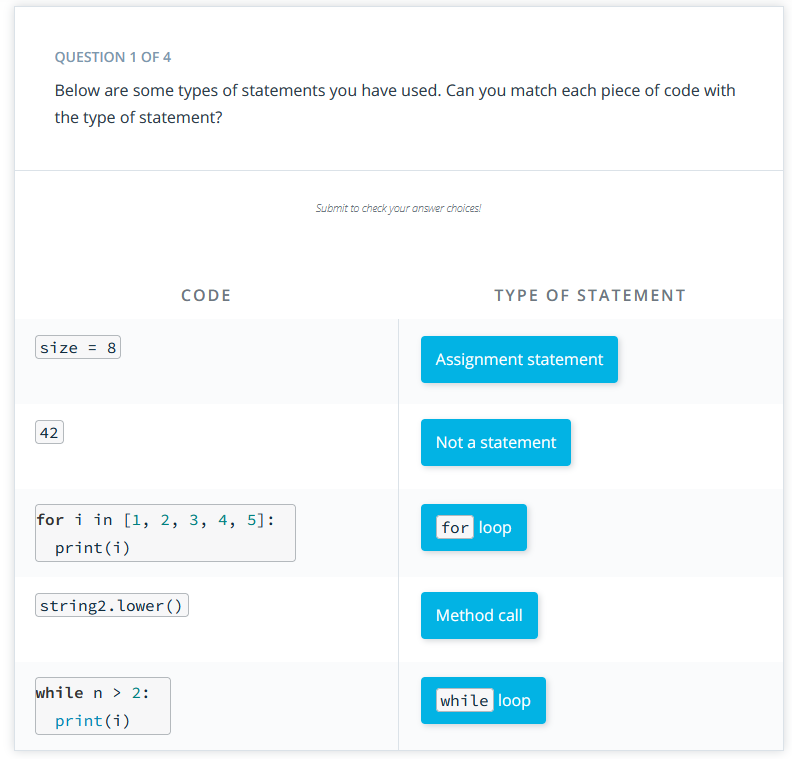 QUESTION 1 OF 4
Below are some types of statements you have used. Can you match each piece of code with
the type of statement?
Submit to check your answer choices!
CODE
TYPE OF STATEMENT
size = 8
Assignment statement
42
Not a statement
for i in [1, 2, 3, 4, 5]:
  print(i)
for loop
string2.lower()
Method call
while n > 2:
  print(i)
while loop